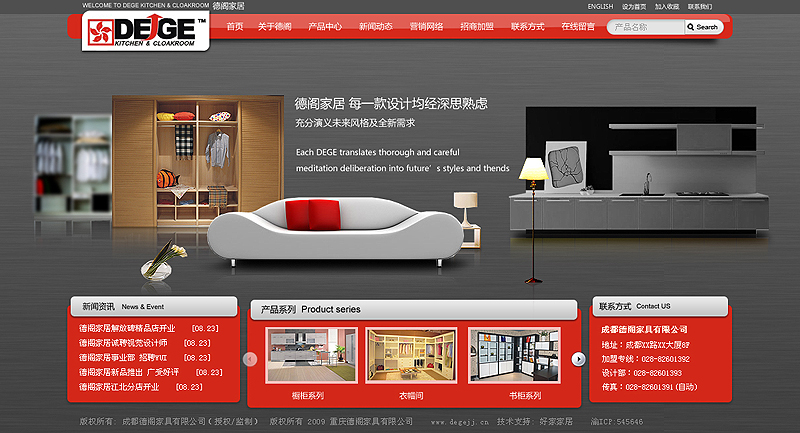 WELCOME TO DEGE KITCHEN & CLOAKROOM 德阁家居
ENGLISH 设为首页 加入收藏 联系我们
DEGE™
KITCHEN & CLOAKROOM
首页 关于德阁 产品中心 新闻动态 营销网络 招商加盟 联系方式 在线留言
产品名称 Search
德阁家居 每一款设计均经深思熟虑
充分演义未来风格及全新需求
Each DEGE translates thorough and careful
meditation deliberation into future's styles and thends
新闻资讯 News & Event
德阁家居解放碑精品店开业 [08.23]
德阁家居诚聘视觉设计师 [08.23]
德阁家居事业部 招聘WUI [08.23]
德阁家居新品推出 广受好评 [08.23]
德阁家居江北分店开业 [08.23]
产品系列 Product series
橱柜系列 衣帽间 书柜系列
联系方式 Contact US
成都德阁家具有限公司
地址：成都XX路XX大厦8F
加盟专线：028-82601392
设计部：028-82601393
传真：028-82601391(自动)
版权所有: 成都德阁家具有限公司(授权/监制) 版权所有 2009 重庆德阁家具有限公司 www.degejj.cn 技术支持: 好家家居 渝ICP:545646